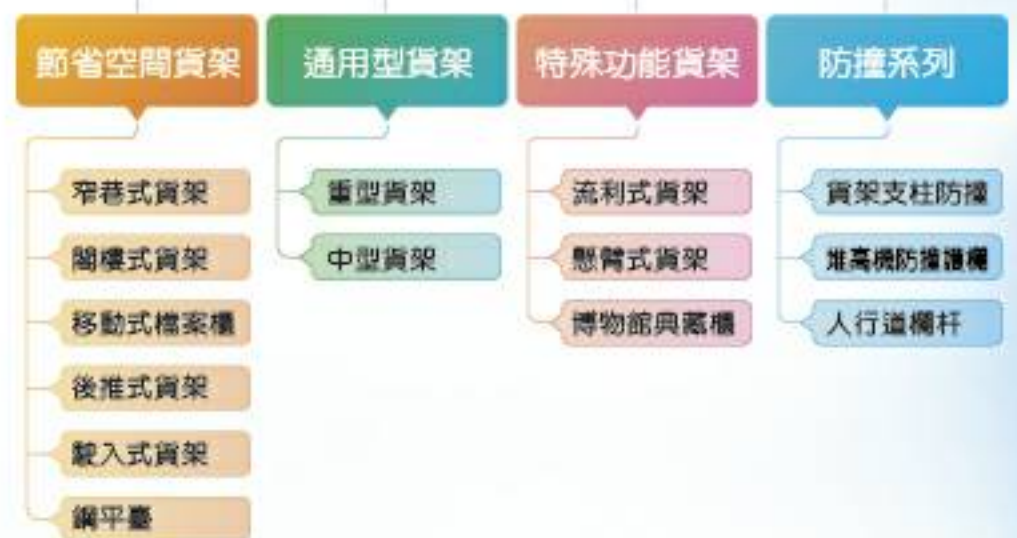 節省空間貨架
窄巷式貨架
閣樓式貨架
移動式檔案櫃
後推式貨架
駛入式貨架
鋼平臺
通用型貨架
重型貨架
中型貨架
特殊功能貨架
流利式貨架
懸臂式貨架
博物館典藏櫃
防撞系列
貨架支柱防撞
堆高機防撞護欄
人行道欄杆